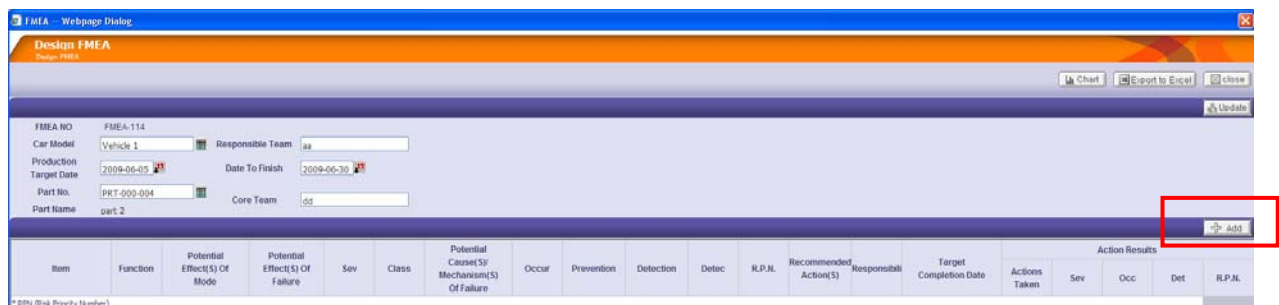 FMEA -- Webpage Dialog
Design FMEA
Design FMEA
Chart Export to Excel close
Update
FMEA NO FMEA-114
Car Model Vehicle 1 Responsible Team aa
Production
Target Date 2009-06-05 Date To Finish 2009-06-30
Part No. PRT-000-004 Core Team dd
Part Name part 2
Add
Item Function Potential Effect(S) Of Mode Potential Effect(S) Of Failure Sev Class Potential Cause(S)/ Mechanism(S) Of Failure Occur Prevention Detection Detec R.P.N. Recommended Action(S) Responsibili Target Completion Date Action Results
Actions Taken Sev Occ Det R.P.N.
* RPN (Risk Priority Number)